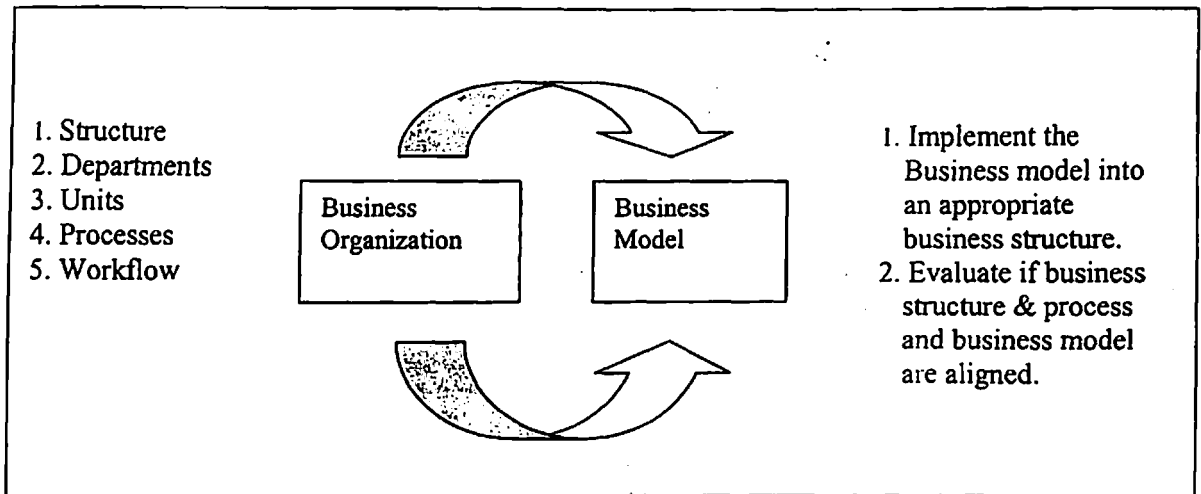 1. Structure
2. Departments
3. Units
4. Processes
5. Workflow
Business
Organization
Business
Model
1. Implement the
Business model into
an appropriate
business structure.
2. Evaluate if business
structure & process
and business model
are aligned.